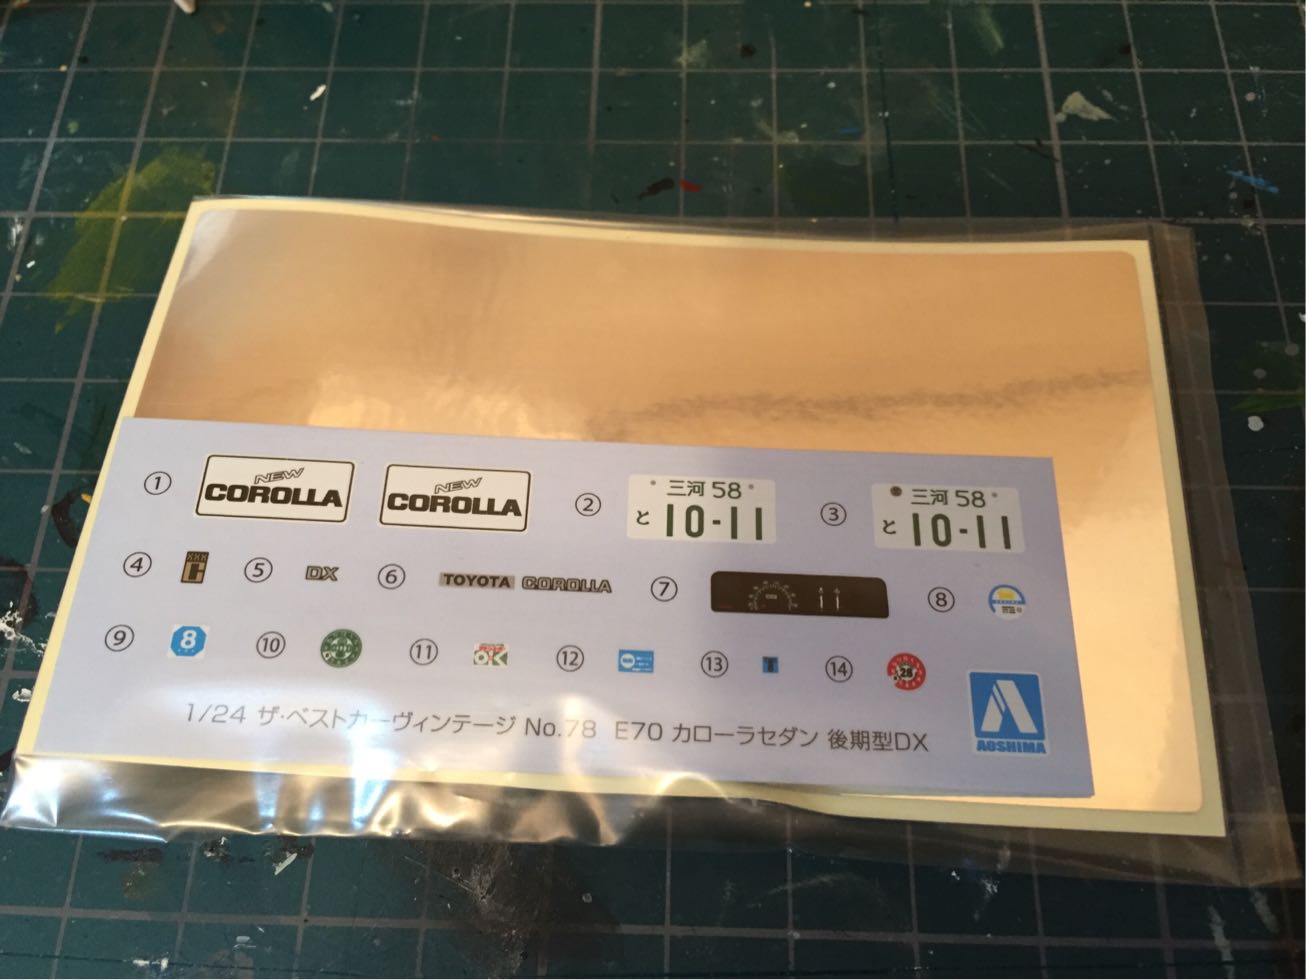 ① NEW COROLLA NEW COROLLA ② 三河 58 と 10-11 ③ 三河 58 と 10-11
④ C ⑤ DX ⑥ TOYOTA COROLLA ⑦ ⑧
⑨ 8 ⑩ ⑪ OK ⑫ ⑬ T ⑭ 28
1/24 ザ・ベストカーヴィンテージ No.78 E70 カローラセダン 後期型DX
AOSHIMA